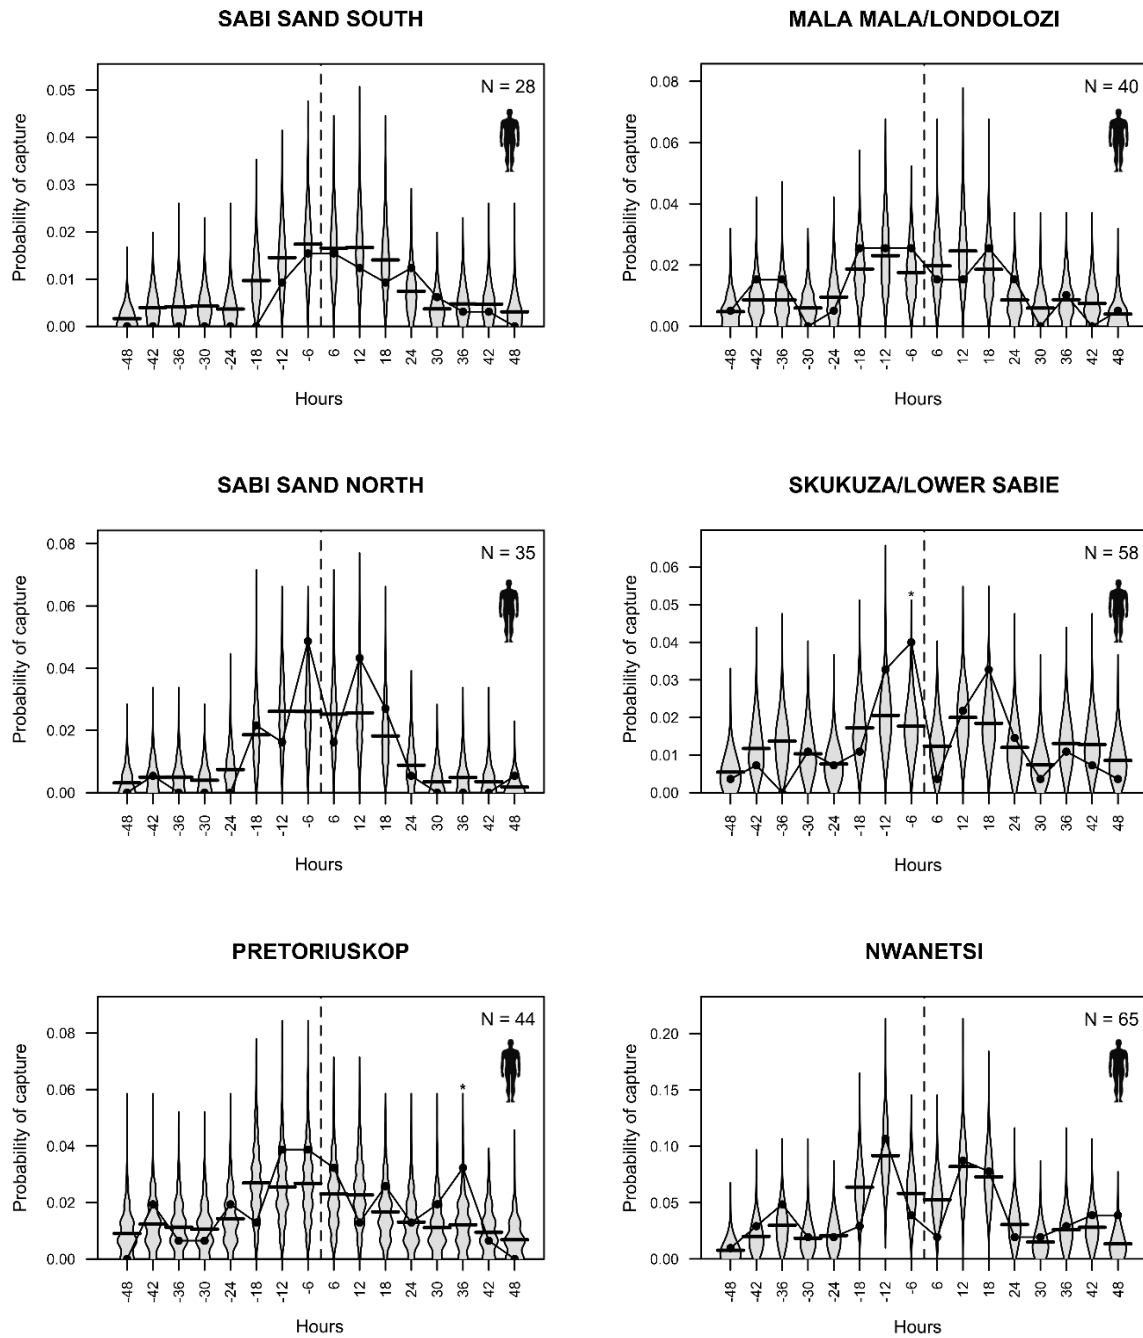 SABI SAND SOUTH
Probability of capture
0.05
0.04
0.03
0.02
0.01
0.00
N = 28
-48 -42 -36 -30 -24 -18 -12 -6 6 12 18 24 30 36 42 48
Hours
MALA MALA/LONDOLOZI
Probability of capture
0.08
0.06
0.04
0.02
0.00
N = 40
-48 -42 -36 -30 -24 -18 -12 -6 6 12 18 24 30 36 42 48
Hours
SABI SAND NORTH
Probability of capture
0.08
0.06
0.04
0.02
0.00
N = 35
-48 -42 -36 -30 -24 -18 -12 -6 6 12 18 24 30 36 42 48
Hours
SKUKUZA/LOWER SABIE
Probability of capture
0.06
0.05
0.04
0.03
0.02
0.01
0.00
N = 58
*
-48 -42 -36 -30 -24 -18 -12 -6 6 12 18 24 30 36 42 48
Hours
PRETORIUSKOP
Probability of capture
0.08
0.06
0.04
0.02
0.00
N = 44
*
-48 -42 -36 -30 -24 -18 -12 -6 6 12 18 24 30 36 42 48
Hours
NWANETSI
Probability of capture
0.20
0.15
0.10
0.05
0.00
N = 65
-48 -42 -36 -30 -24 -18 -12 -6 6 12 18 24 30 36 42 48
Hours